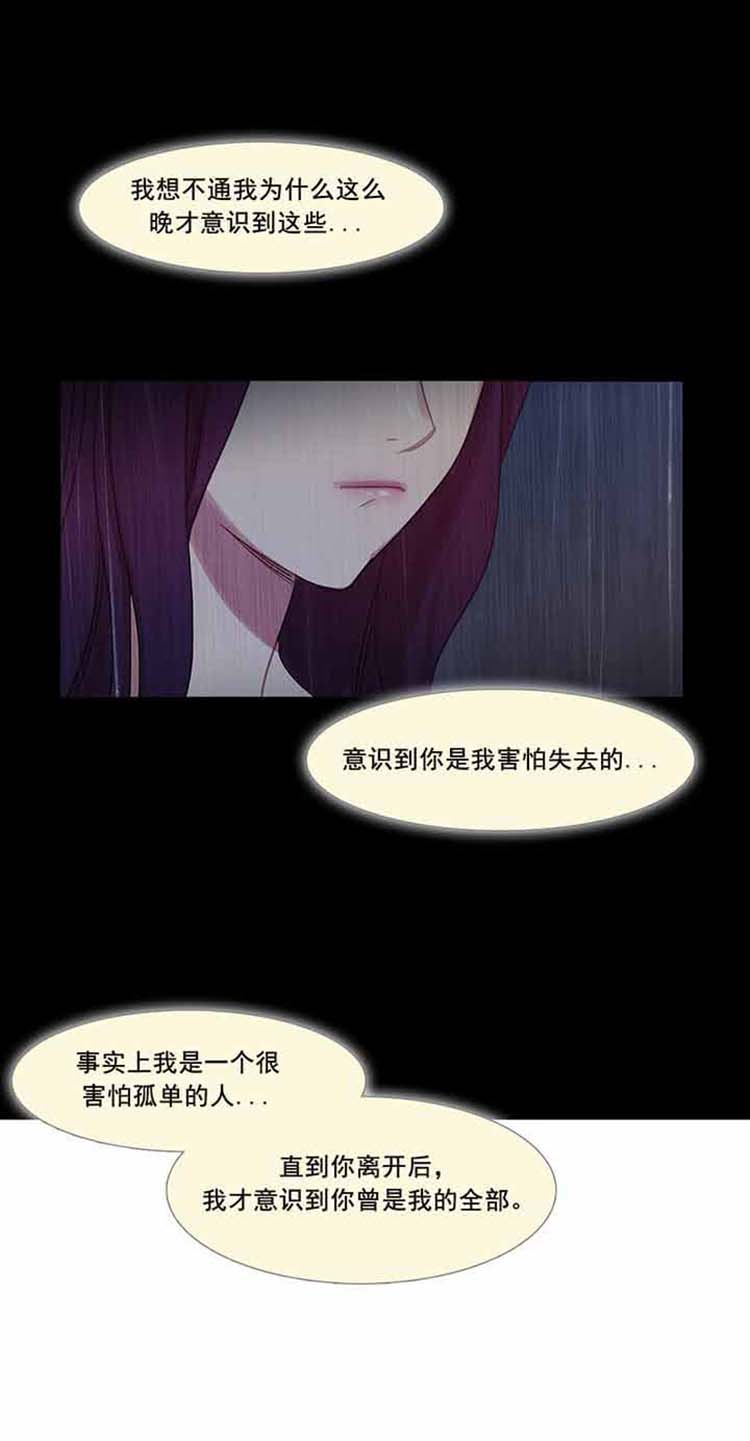 我想不通我为什么这么
晚才意识到这些...
意识到你是我害怕失去的...
事实上我是一个很
害怕孤单的人...
直到你离开后，
我才意识到你曾是我的全部。